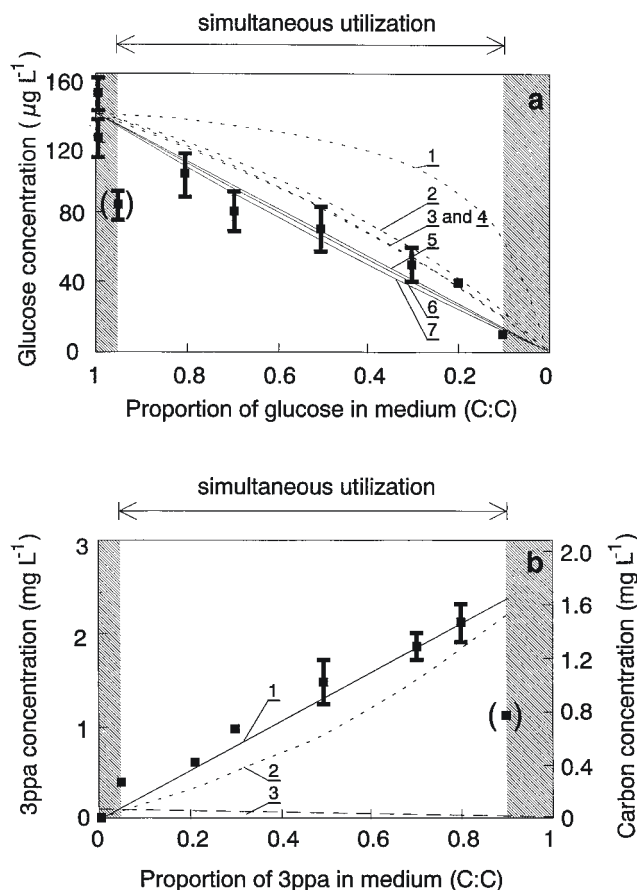 simultaneous utilization
a
160
120
80
40
0
Glucose concentration ( µg L⁻¹)
1
2
3 and 4
5
6
7
( )
1 0.8 0.6 0.4 0.2 0
Proportion of glucose in medium (C:C)
simultaneous utilization
b
3
2
1
0
3ppa concentration (mg L⁻¹)
1
2
3
( )
2.0
1.6
1.2
0.8
0.4
0
Carbon concentration (mg L⁻¹)
0 0.2 0.4 0.6 0.8 1
Proportion of 3ppa in medium (C:C)